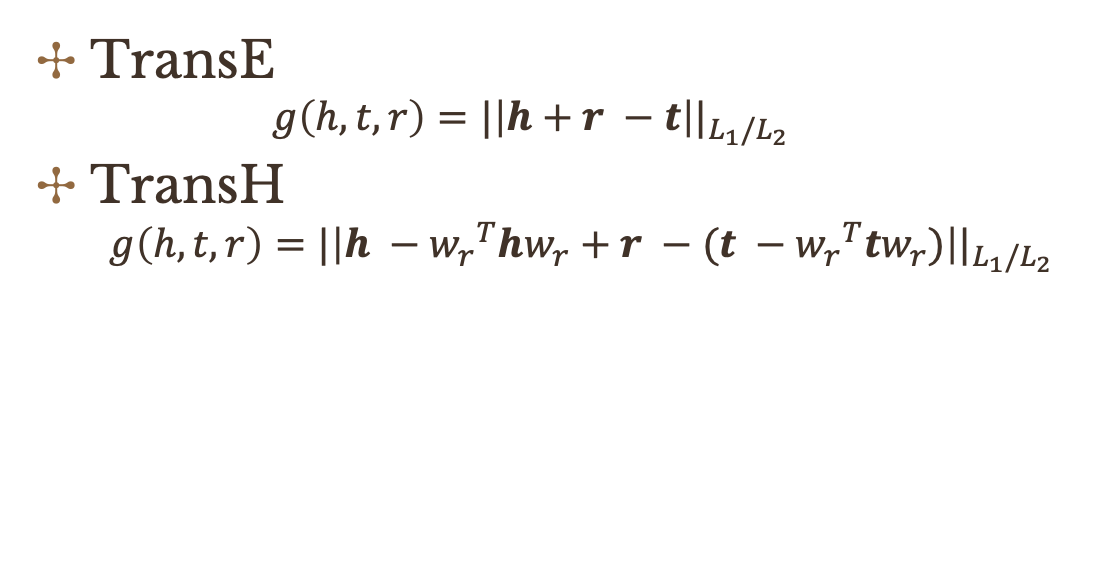 ✢ TransE
g(h, t, r) = ||h + r − t||_{L_1/L_2}
✢ TransH
g(h, t, r) = ||h − w_r^T h w_r + r − (t − w_r^T t w_r)||_{L_1/L_2}